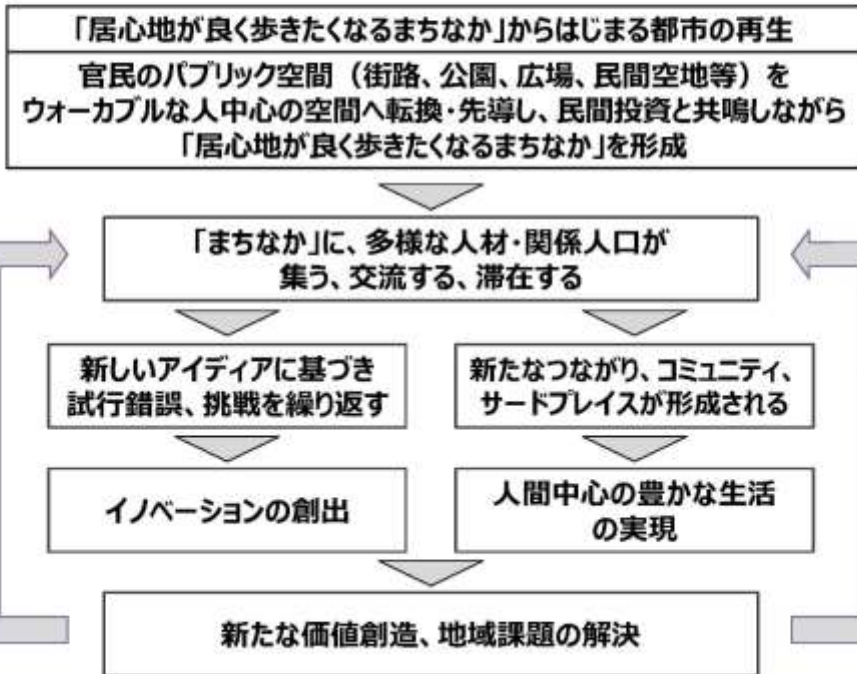 「居心地が良く歩きたくなるまちなか」からはじまる都市の再生
官民のパブリック空間（街路、公園、広場、民間空地等）を
ウォーカブルな人中心の空間へ転換・先導し、民間投資と共鳴しながら
「居心地が良く歩きたくなるまちなか」を形成
「まちなか」に、多様な人材・関係人口が
集う、交流する、滞在する
新しいアイディアに基づき
試行錯誤、挑戦を繰り返す
新たなつながり、コミュニティ、
サードプレイスが形成される
イノベーションの創出
人間中心の豊かな生活
の実現
新たな価値創造、地域課題の解決